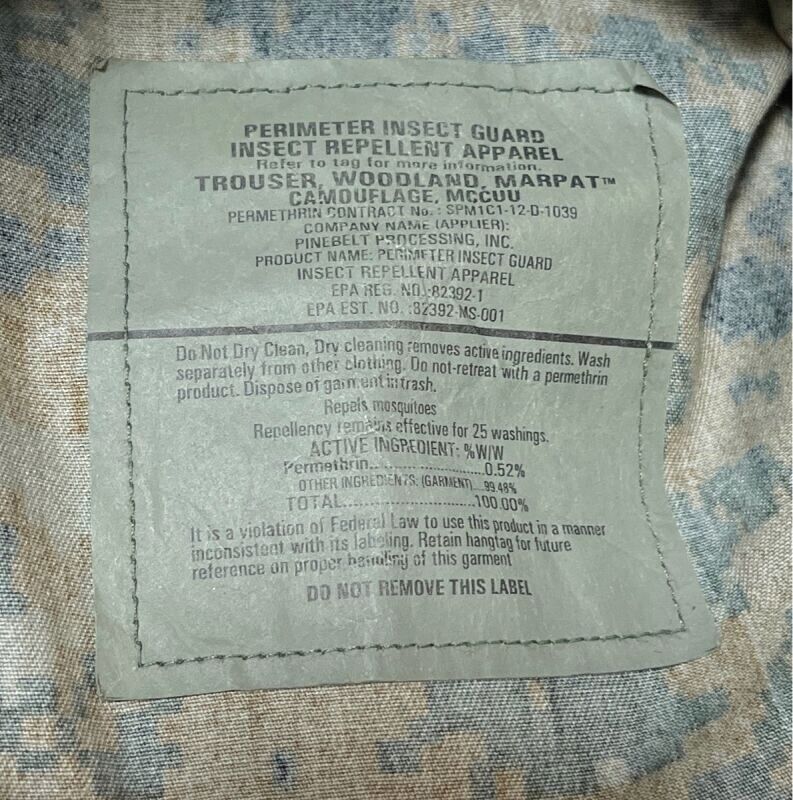 PERIMETER INSECT GUARD
INSECT REPELLENT APPAREL
Refer to tag for more information.
TROUSER, WOODLAND, MARPAT™
CAMOUFLAGE, MCCUU
PERMETHRIN CONTRACT No.: SPM1C1-12-D-1039
COMPANY NAME (APPLIER):
PINEBELT PROCESSING, INC.
PRODUCT NAME: PERIMETER INSECT GUARD
INSECT REPELLENT APPAREL
EPA REG. NO.:82392-1
EPA EST. NO. :82392-MS-001
Do Not Dry Clean, Dry cleaning removes active ingredients. Wash
separately from other clothing. Do not-retreat with a permethrin
product. Dispose of garment in trash.
Repels mosquitoes
Repellency remains effective for 25 washings.
ACTIVE INGREDIENT: %W/W
Permethrin.........................0.52%
OTHER INGREDIENTS: (GARMENT)...99.48%
TOTAL.............................100.00%
It is a violation of Federal Law to use this product in a manner
inconsistent with its labeling. Retain hangtag for future
reference on proper handling of this garment
DO NOT REMOVE THIS LABEL